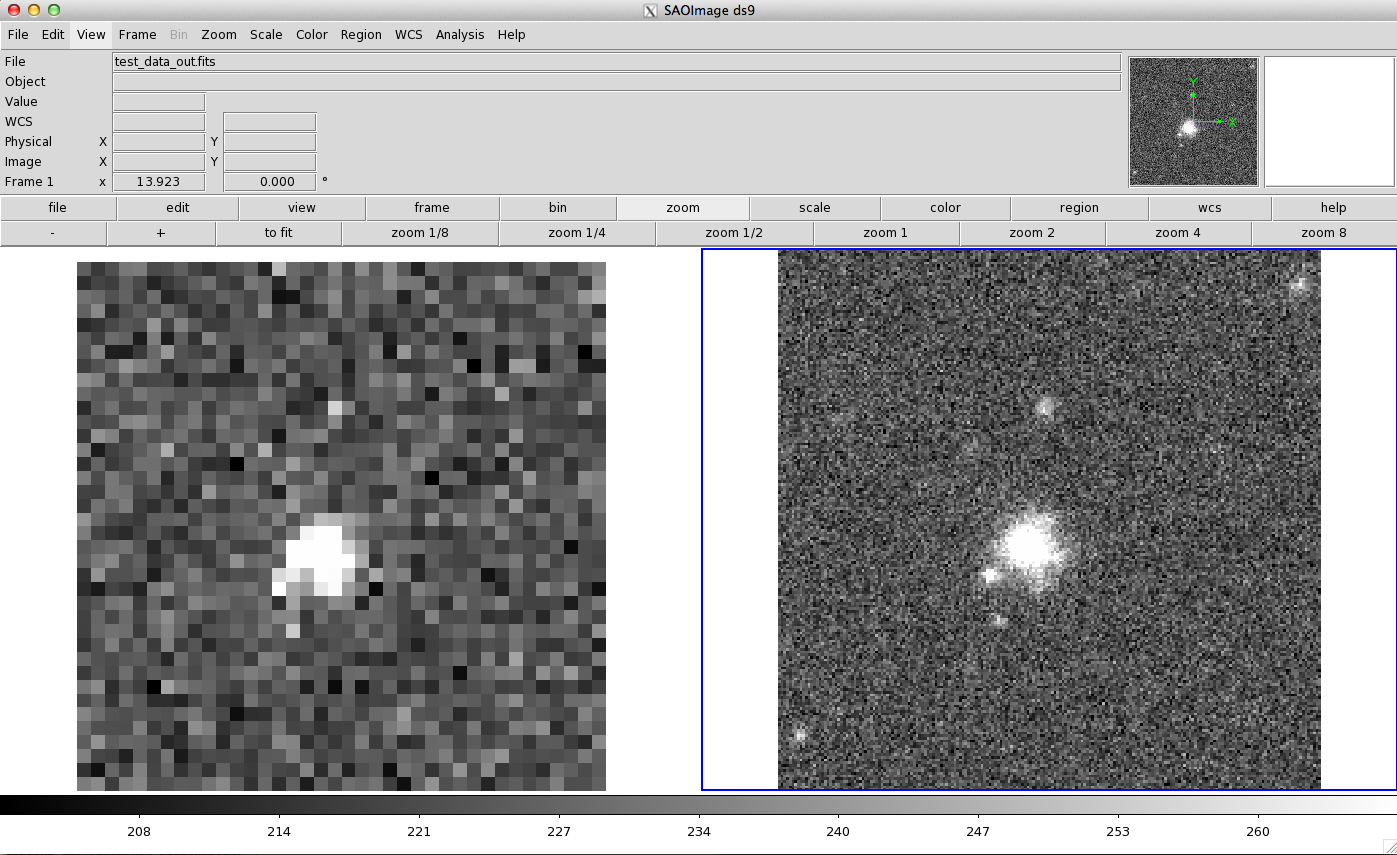 SAOImage ds9
File Edit View Frame Bin Zoom Scale Color Region WCS Analysis Help
File test_data_out.fits
Object
Value
WCS
Physical X Y
Image X Y
Frame 1 x 13.923 0.000 °
Y
X
file edit view frame bin zoom scale color region wcs help
- + to fit zoom 1/8 zoom 1/4 zoom 1/2 zoom 1 zoom 2 zoom 4 zoom 8
208 214 221 227 234 240 247 253 260